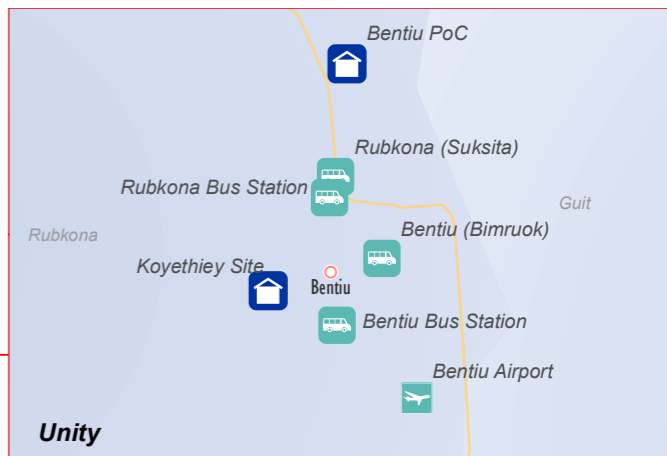 Bentiu PoC
Rubkona (Suksita)
Rubkona Bus Station
Guit
Bentiu (Bimruok)
Rubkona
Koyethiey Site
Bentiu
Bentiu Bus Station
Bentiu Airport
Unity